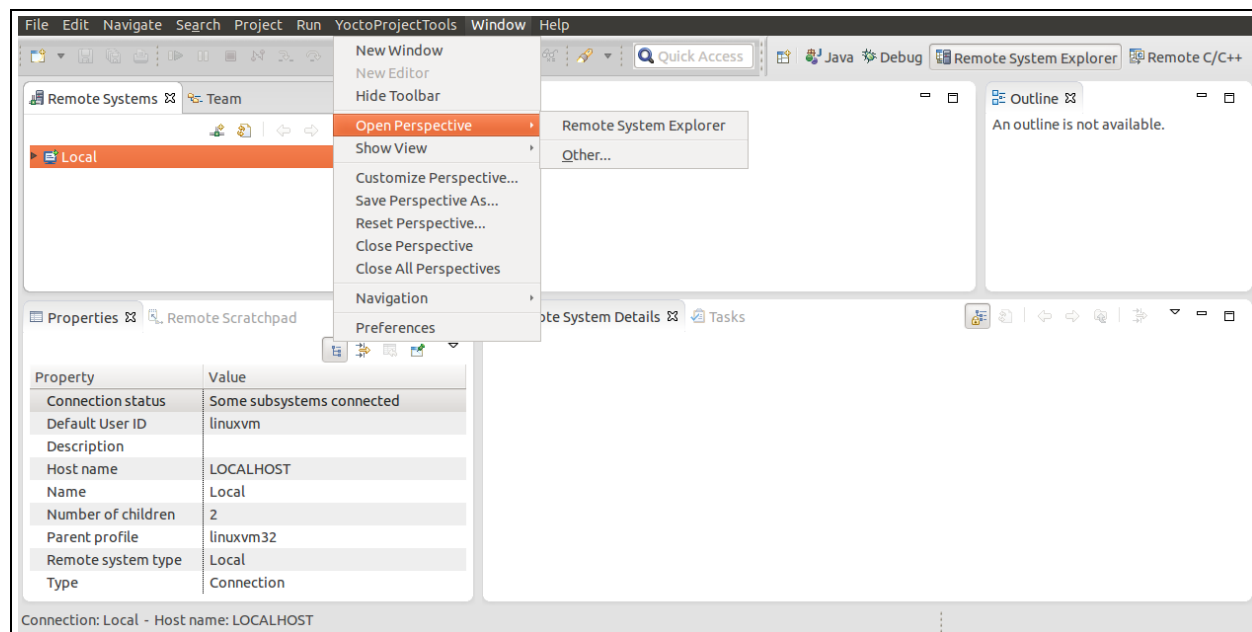 File Edit Navigate Search Project Run YoctoProjectTools Window Help
Quick Access Java Debug Remote System Explorer Remote C/C++
New Window
New Editor
Hide Toolbar
Open Perspective
Show View
Customize Perspective...
Save Perspective As...
Reset Perspective...
Close Perspective
Close All Perspectives
Navigation
Preferences
Remote System Explorer
Other...
Remote Systems Team
Local
Outline
An outline is not available.
Properties Remote Scratchpad
System Details Tasks
Property Value
Connection status Some subsystems connected
Default User ID linuxvm
Description
Host name LOCALHOST
Name Local
Number of children 2
Parent profile linuxvm32
Remote system type Local
Type Connection
Connection: Local - Host name: LOCALHOST